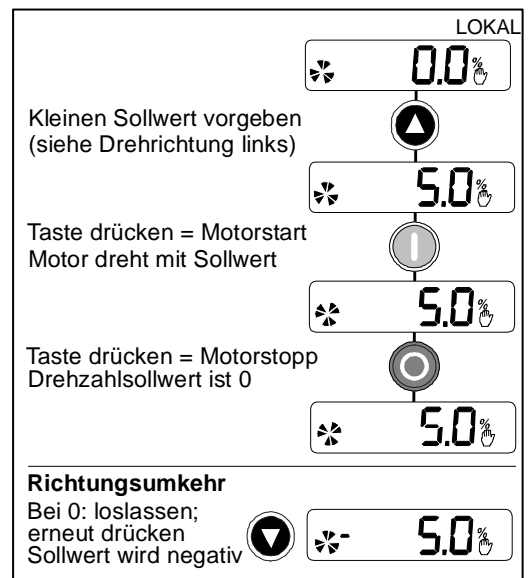 LOKAL
0.0%
Kleinen Sollwert vorgeben
(siehe Drehrichtung links)
5.0%
Taste drücken = Motorstart
Motor dreht mit Sollwert
5.0%
Taste drücken = Motorstopp
Drehzahlsollwert ist 0
5.0%
Richtungsumkehr
Bei 0: loslassen;
erneut drücken
Sollwert wird negativ
- 5.0%